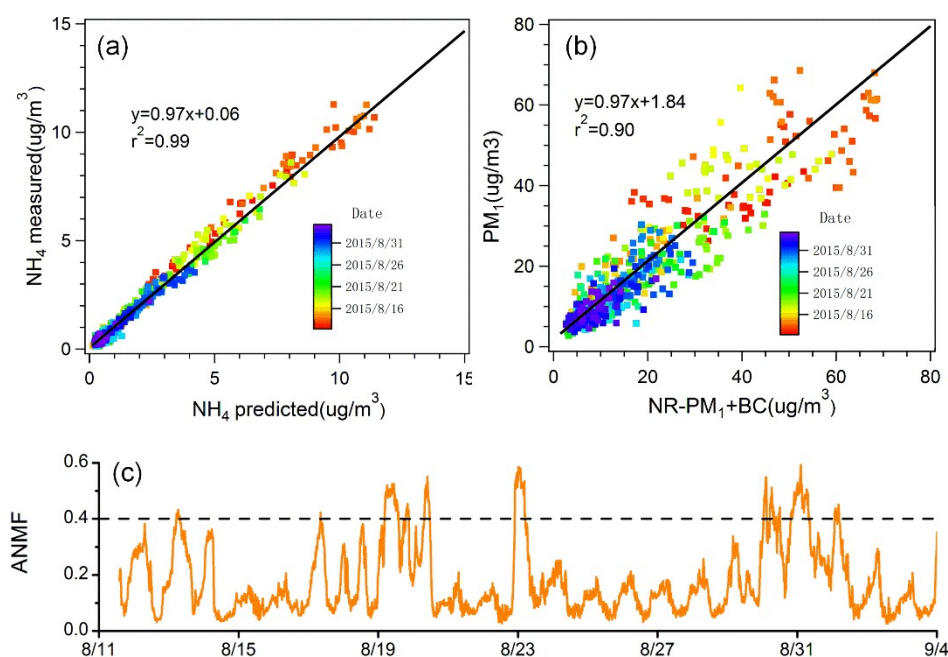 (a)
y=0.97x+0.06
r²=0.99
NH₄ measured(ug/m³)
15
10
5
0
Date
2015/8/31
2015/8/26
2015/8/21
2015/8/16
0 5 10 15
NH₄ predicted(ug/m³)
(b)
y=0.97x+1.84
r²=0.90
PM₁(ug/m3)
80
60
40
20
0
Date
2015/8/31
2015/8/26
2015/8/21
2015/8/16
0 20 40 60 80
NR-PM₁+BC(ug/m³)
(c)
ANMF
0.6
0.4
0.2
0.0
8/11 8/15 8/19 8/23 8/27 8/31 9/4